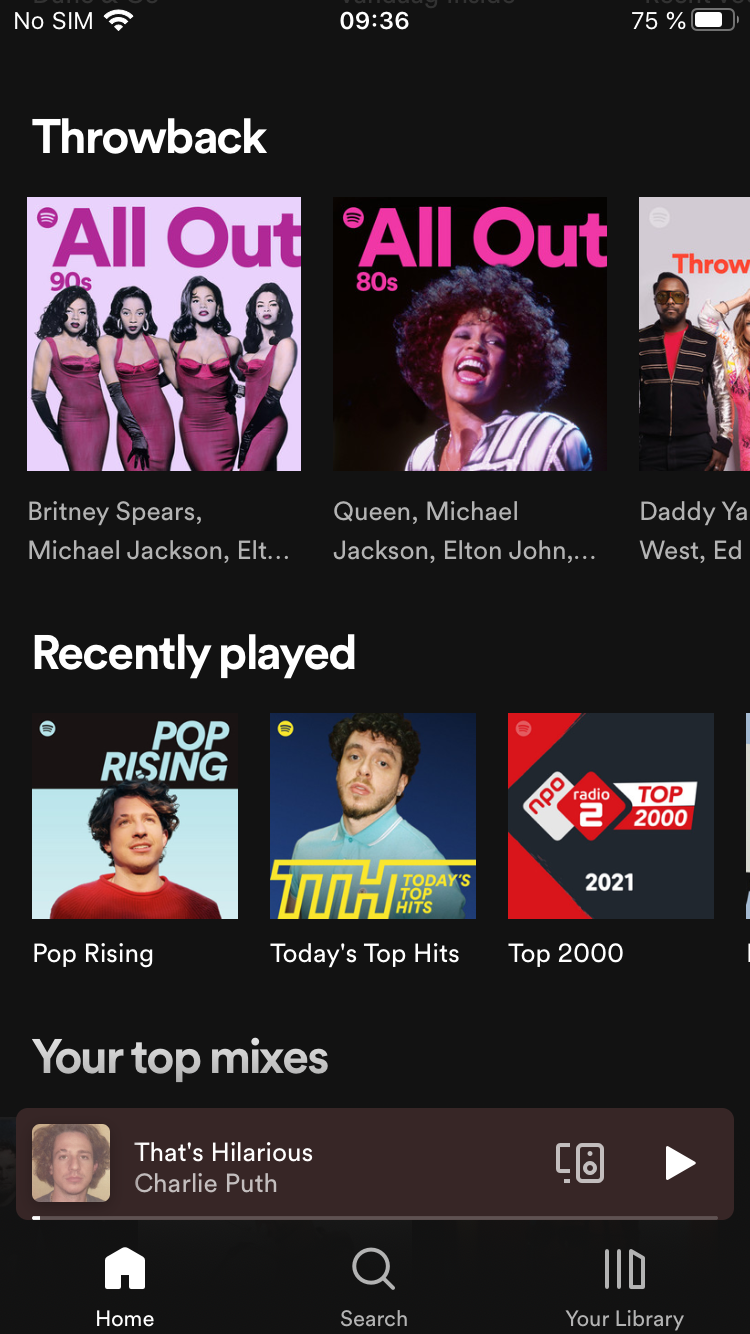 No SIM 09:36 75 %
Throwback
All Out
90s
All Out
80s
Throw
Britney Spears,
Michael Jackson, Elt...
Queen, Michael
Jackson, Elton John,...
Daddy Ya
West, Ed
Recently played
POP
RISING
TTH TODAY'S
TOP
HITS
npo radio
2
TOP
2000
2021
Pop Rising
Today's Top Hits
Top 2000
Your top mixes
That's Hilarious
Charlie Puth
Home
Search
Your Library